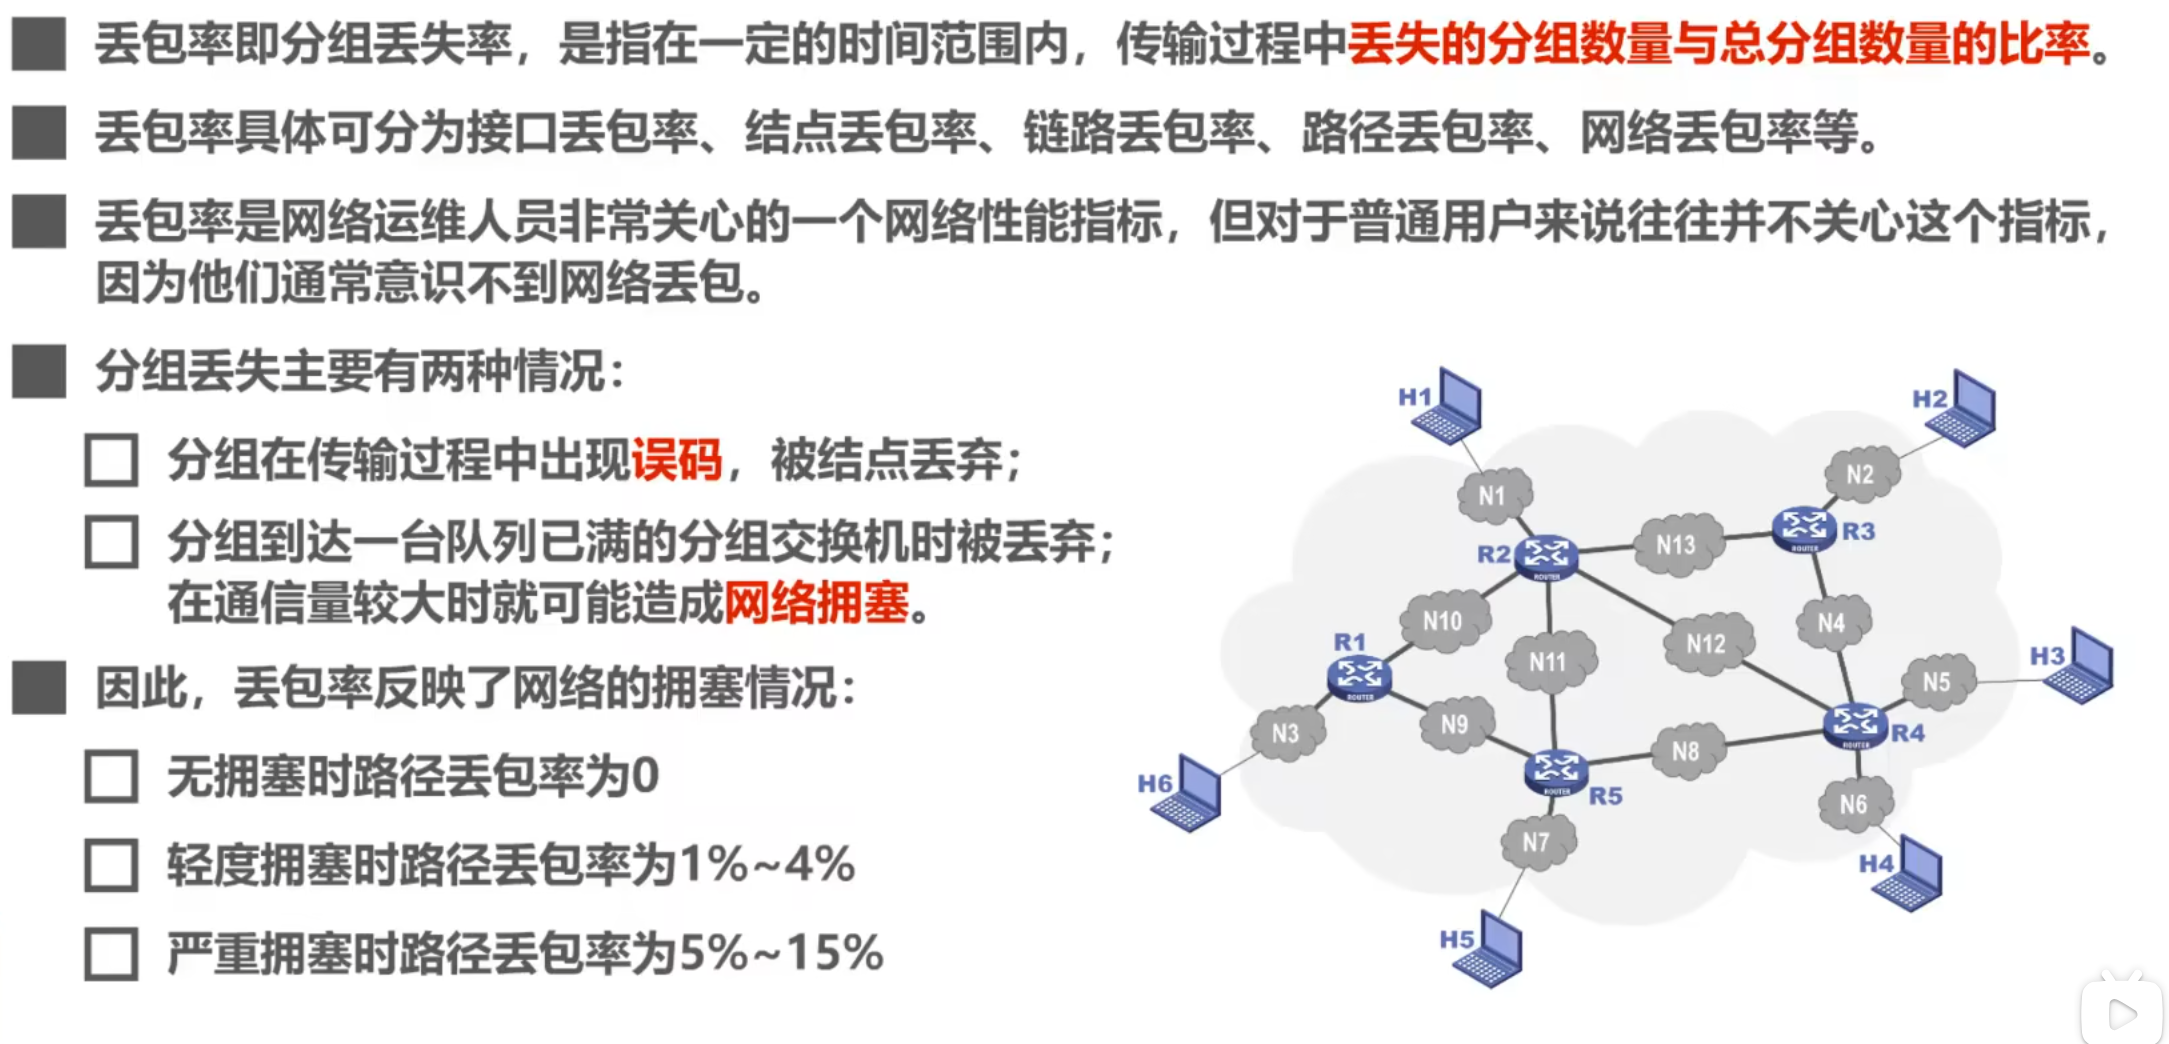 丢包率即分组丢失率，是指在一定的时间范围内，传输过程中丢失的分组数量与总分组数量的比率。
丢包率具体可分为接口丢包率、结点丢包率、链路丢包率、路径丢包率、网络丢包率等。
丢包率是网络运维人员非常关心的一个网络性能指标，但对于普通用户来说往往并不关心这个指标，
因为他们通常意识不到网络丢包。
分组丢失主要有两种情况：
分组在传输过程中出现误码，被结点丢弃；
分组到达一台队列已满的分组交换机时被丢弃；
在通信量较大时就可能造成网络拥塞。
因此，丢包率反映了网络的拥塞情况：
无拥塞时路径丢包率为0
轻度拥塞时路径丢包率为1%~4%
严重拥塞时路径丢包率为5%~15%
H1
H2
N1
N2
R2
ROUTER
N13
R3
ROUTER
N10
N11
N12
N4
R1
ROUTER
H3
N5
N3
N9
N8
R4
ROUTER
H6
R5
ROUTER
N6
N7
H4
H5